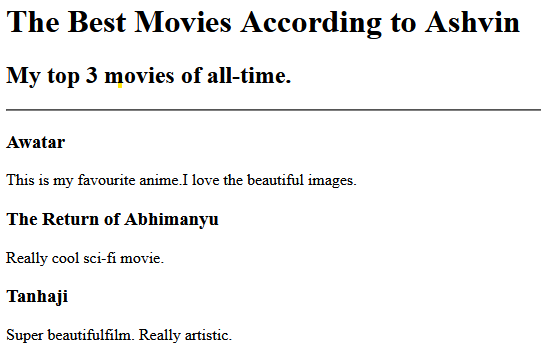 The Best Movies According to Ashvin
My top 3 movies of all-time.
Awatar
This is my favourite anime.I love the beautiful images.
The Return of Abhimanyu
Really cool sci-fi movie.
Tanhaji
Super beautifulfilm. Really artistic.